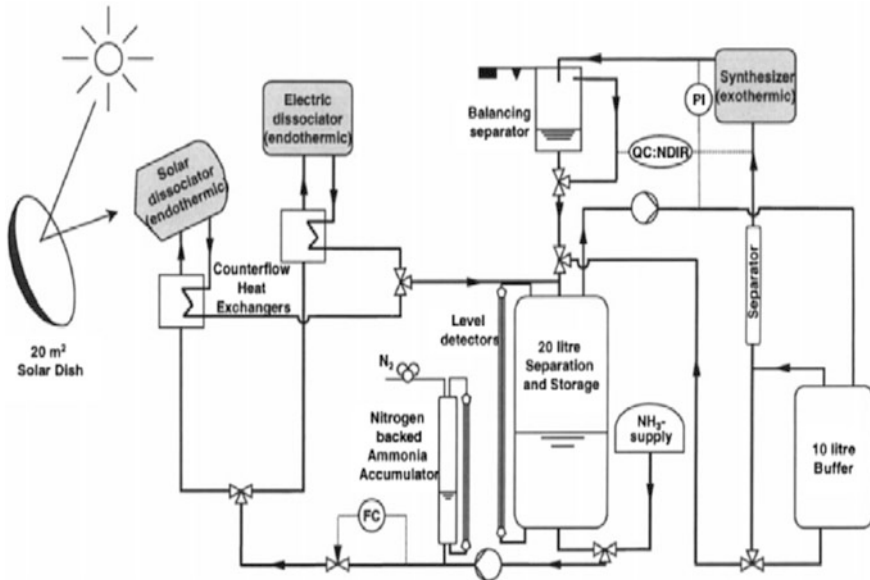 Electric
dissociator
(endothermic)
Solar
dissociator
(endothermic)
20 m²
Solar Dish
Counterflow
Heat
Exchangers
Balancing
separator
Synthesizer
(exothermic)
PI
QC:NDIR
Separator
Level
detectors
20 litre
Separation
and Storage
N₂
Nitrogen
backed
Ammonia
Accumulator
NH₃-
supply
10 litre
Buffer
FC